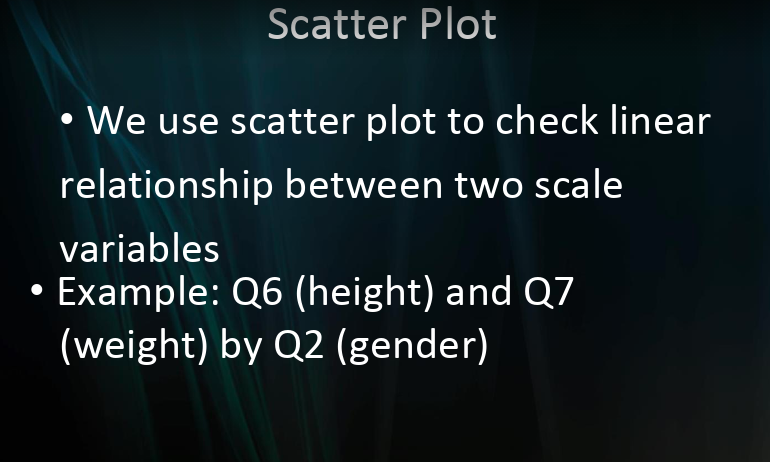 Scatter Plot
• We use scatter plot to check linear
relationship between two scale
variables
• Example: Q6 (height) and Q7
(weight) by Q2 (gender)